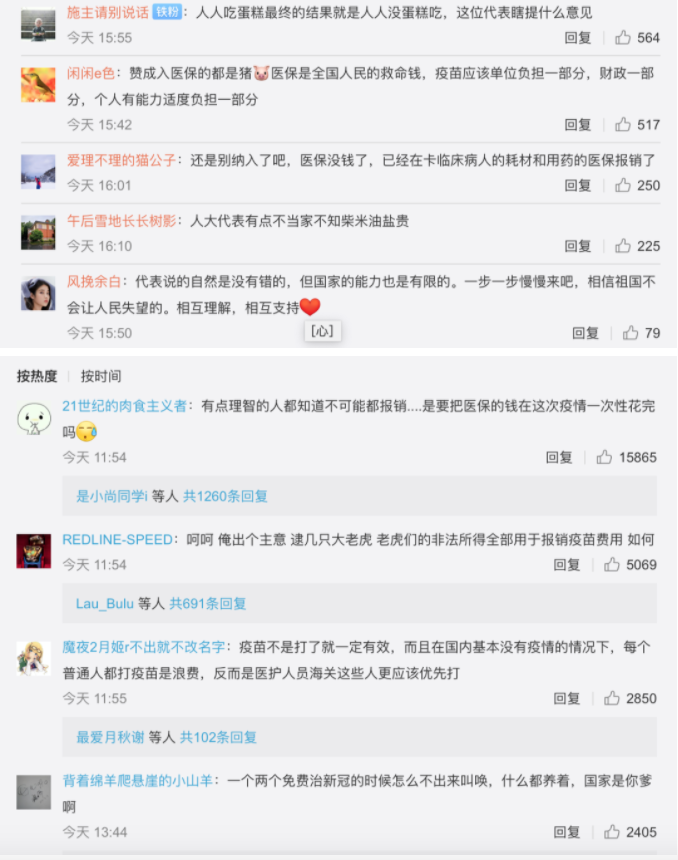 施主请别说话 铁粉：人人吃蛋糕最终的结果就是人人没蛋糕吃，这位代表瞎提什么意见
今天 15:55 回复 564
闲闲e色：赞成入医保的都是猪🐷医保是全国人民的救命钱，疫苗应该单位负担一部分，财政一部
分，个人有能力适度负担一部分
今天 15:42 回复 517
爱理不理的猫公子：还是别纳入了吧，医保没钱了，已经在卡临床病人的耗材和用药的医保报销了
今天 16:01 回复 250
午后雪地长长树影：人大代表有点不当家不知柴米油盐贵
今天 16:10 回复 225
风挽余白：代表说的自然是没有错的，但国家的能力也是有限的。一步一步慢慢来吧，相信祖国不
会让人民失望的。相互理解，相互支持❤️
[心]
今天 15:50 回复 79
按热度 按时间
21世纪的肉食主义者：有点理智的人都知道不可能都报销....是要把医保的钱在这次疫情一次性花完
吗😪
今天 11:54 回复 15865
是小尚同学i 等人 共1260条回复
REDLINE-SPEED：呵呵 俺出个主意 逮几只大老虎 老虎们的非法所得全部用于报销疫苗费用 如何
今天 11:54 回复 5069
Lau_Bulu 等人 共691条回复
魔夜2月姬r不出就不改名字：疫苗不是打了就一定有效，而且在国内基本没有疫情的情况下，每个
普通人都打疫苗是浪费，反而是医护人员海关这些人更应该优先打
今天 11:55 回复 2850
最爱月秋谢 等人 共102条回复
背着绵羊爬悬崖的小山羊：一个两个免费治新冠的时候怎么不出来叫唤，什么都养着，国家是你爹
啊
今天 13:44 回复 2405